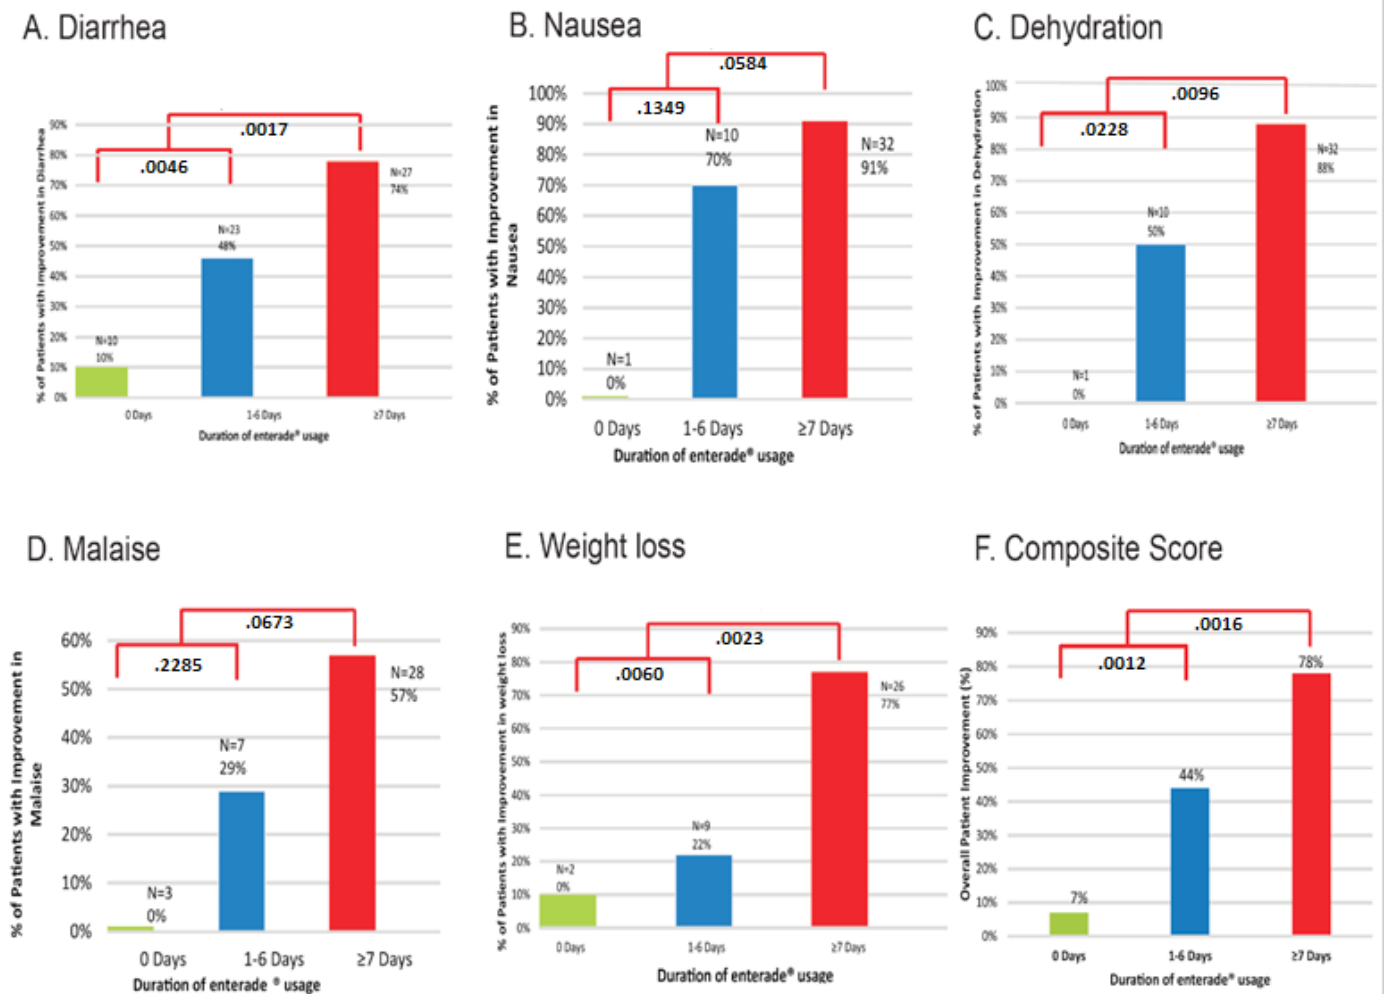 A. Diarrhea
% of Patients with Improvement in Diarrhea
90%
80%
70%
60%
50%
40%
30%
20%
10%
0%
.0017
.0046
N=10
10%
N=23
48%
N=27
74%
0 Days
1-6 Days
≥7 Days
Duration of enterade® usage
B. Nausea
% of Patients with Improvement in
Nausea
100%
90%
80%
70%
60%
50%
40%
30%
20%
10%
0%
.0584
.1349
N=1
0%
N=10
70%
N=32
91%
0 Days
1-6 Days
≥7 Days
Duration of enterade® usage
C. Dehydration
% of Patients with Improvement in Dehydration
100%
90%
80%
70%
60%
50%
40%
30%
20%
10%
0%
.0096
.0228
N=1
0%
N=10
50%
N=32
88%
0 Days
1-6 Days
≥7 Days
Duration of enterade® usage
D. Malaise
% of Patients with Improvement in
Malaise
60%
50%
40%
30%
20%
10%
0%
.0673
.2285
N=3
0%
N=7
29%
N=28
57%
0 Days
1-6 Days
≥7 Days
Duration of enterade ® usage
E. Weight loss
% of Patients with Improvement in weight loss
90%
80%
70%
60%
50%
40%
30%
20%
10%
0%
.0023
.0060
N=2
0%
N=9
22%
N=26
77%
0 Days
1-6 Days
≥7 Days
Duration of enterade® usage
F. Composite Score
Overall Patient Improvement (%)
90%
80%
70%
60%
50%
40%
30%
20%
10%
0%
.0016
.0012
7%
44%
78%
0 Days
1-6 Days
≥7 Days
Duration of enterade® usage